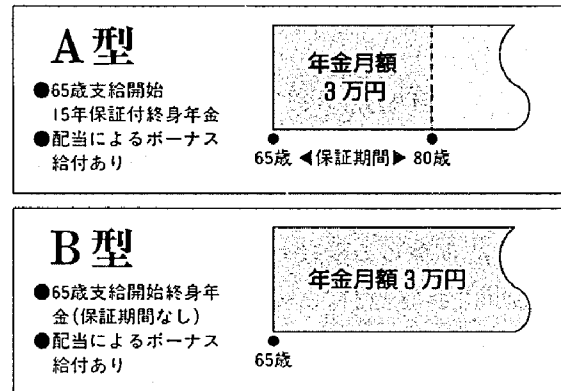 A型
●65歳支給開始
15年保証付終身年金
●配当によるボーナス
給付あり
年金月額
3万円
65歳 ◀保証期間▶ 80歳
B型
●65歳支給開始終身年
金(保証期間なし)
●配当によるボーナス
給付あり
年金月額3万円
65歳